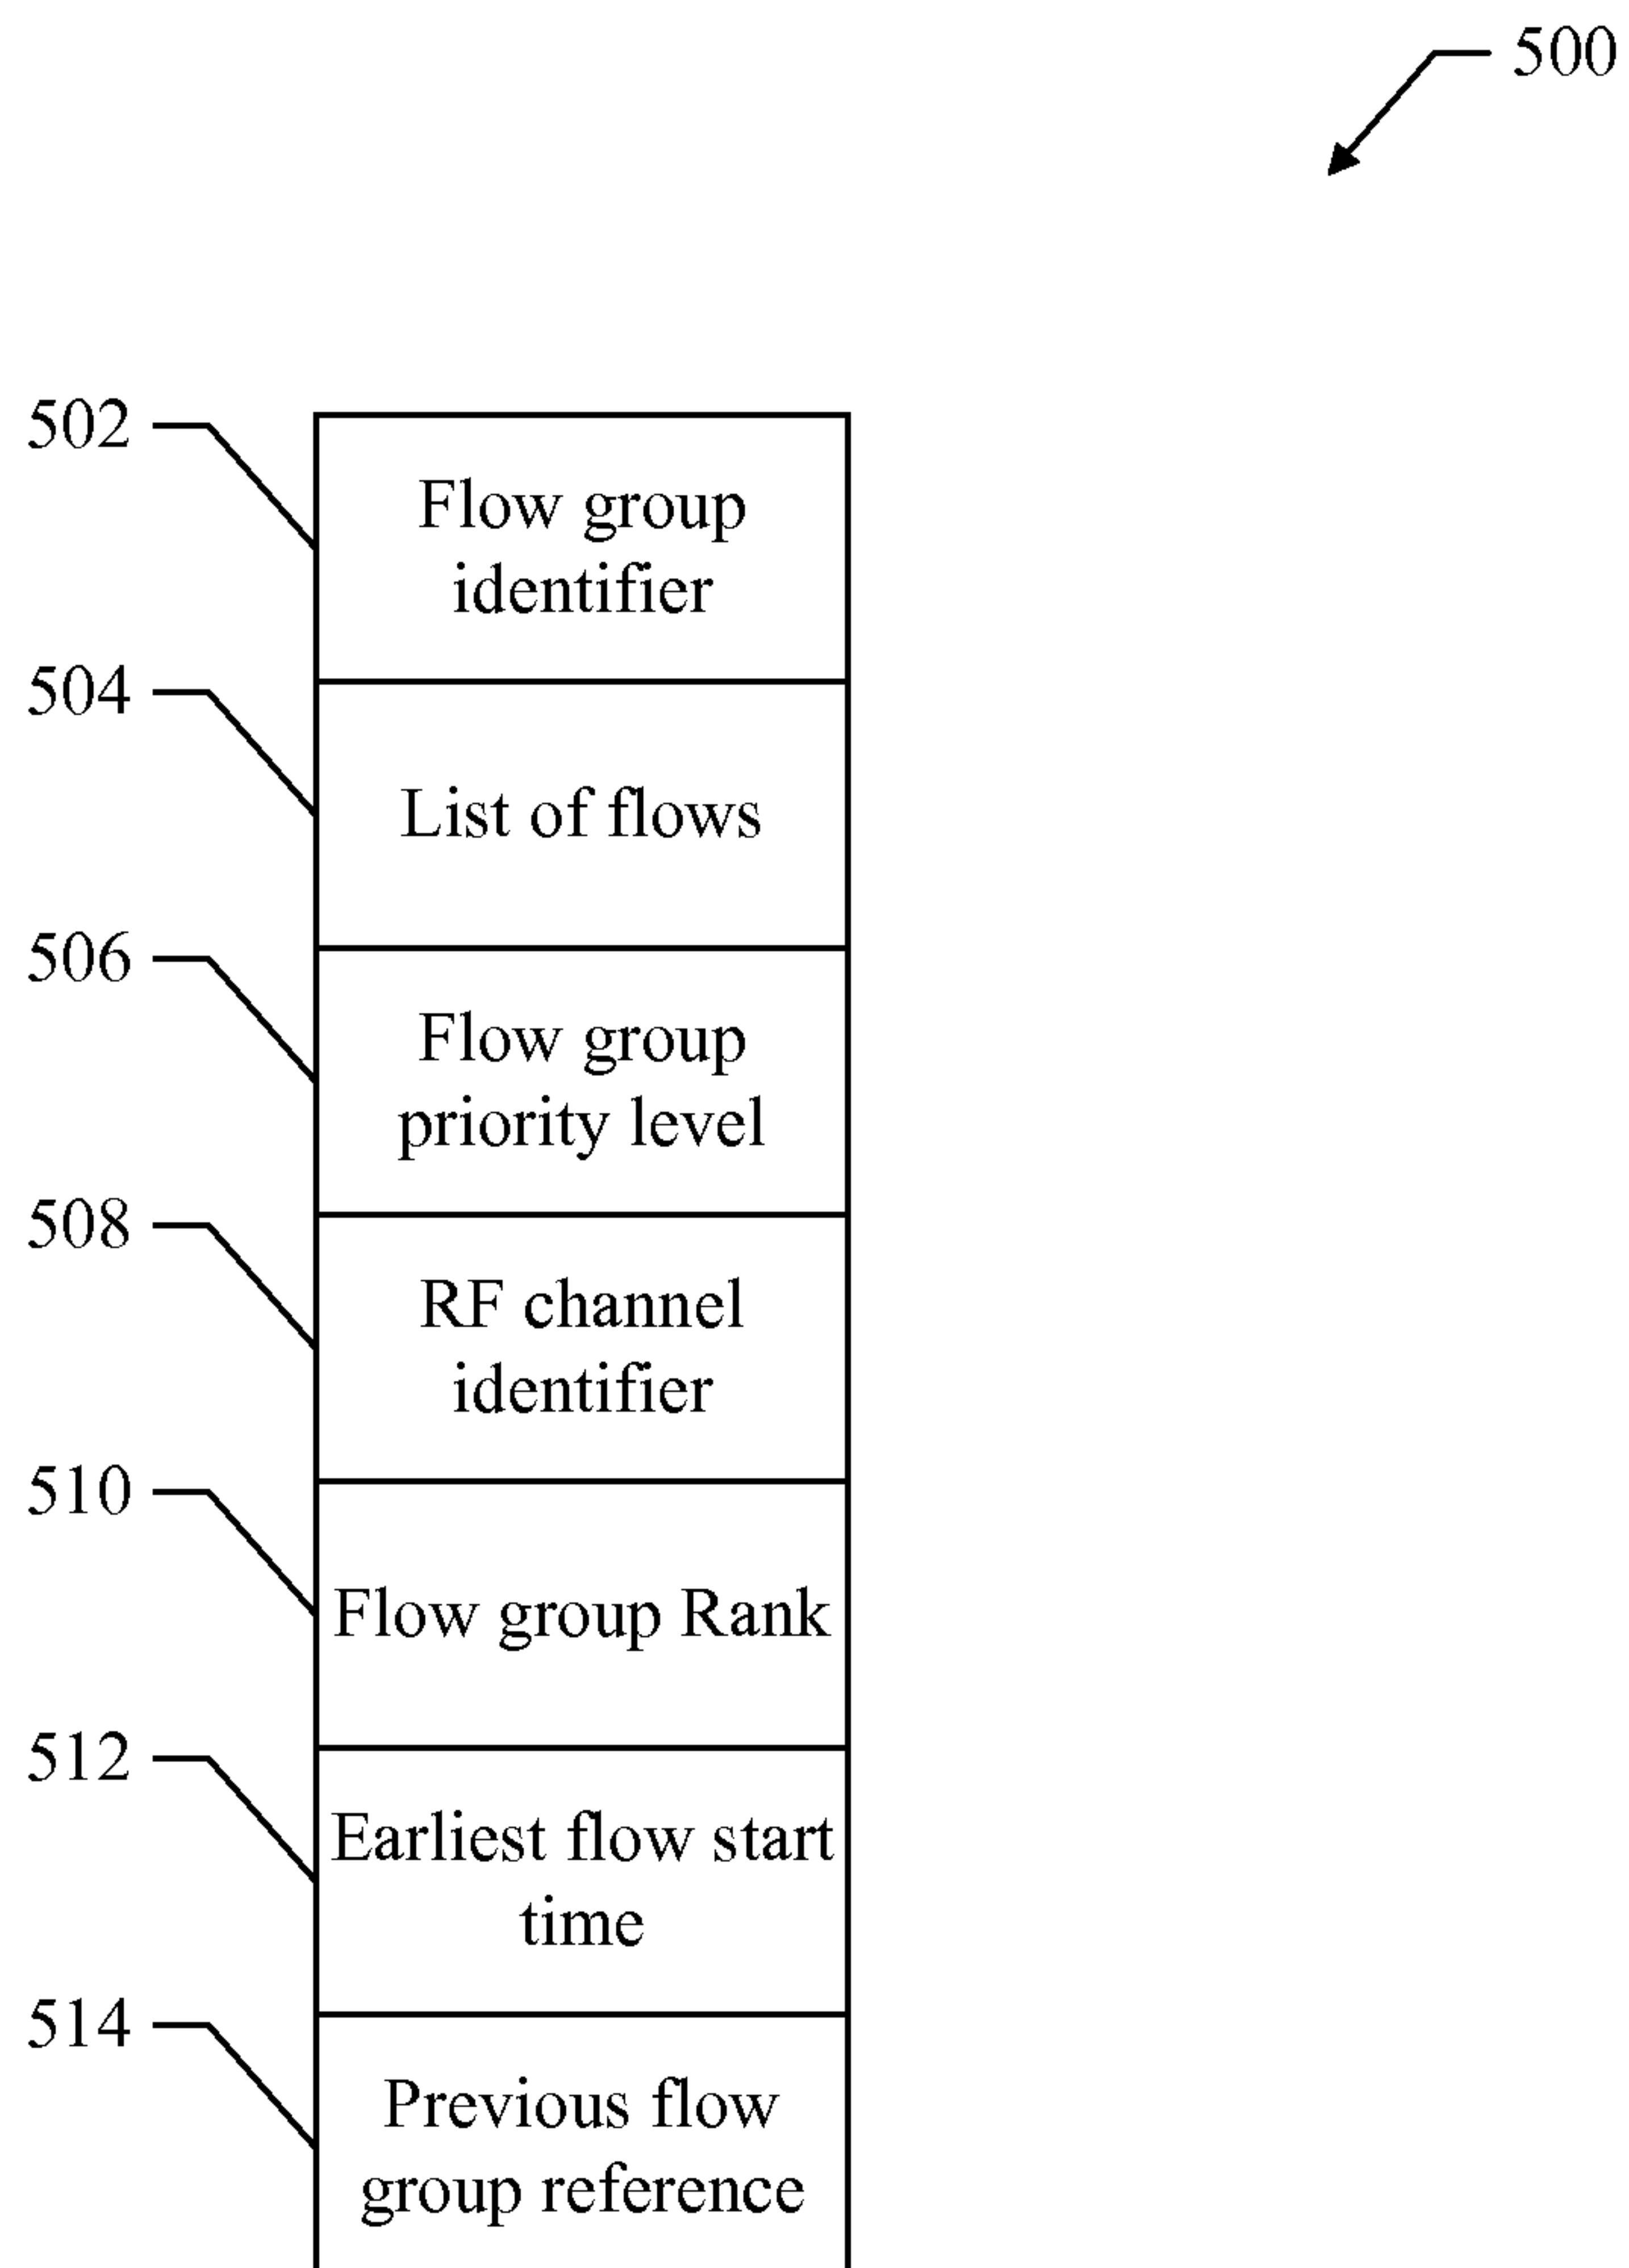 500
502
Flow group
identifier
504
List of flows
506
Flow group
priority level
508
RF channel
identifier
510
Flow group Rank
512
Earliest flow start
time
514
Previous flow
group reference